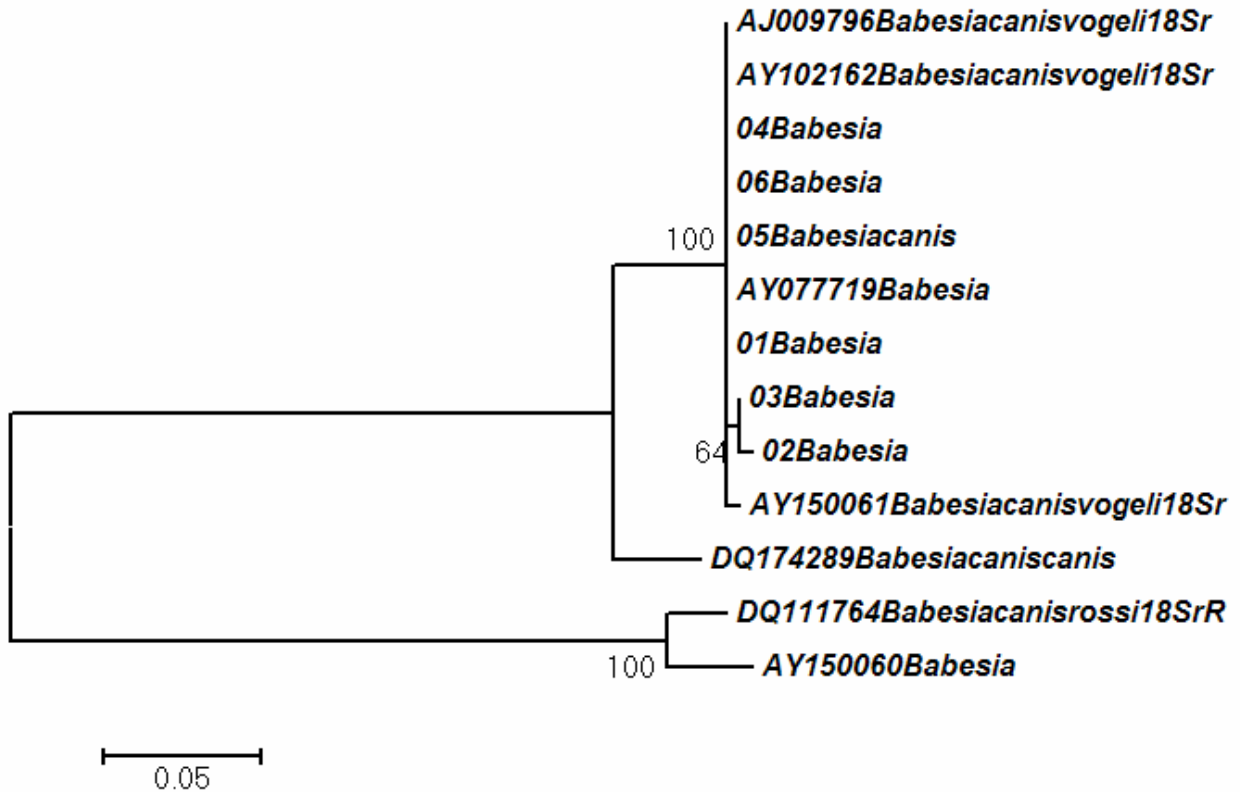 AJ009796Babesiacanisvogeli18Sr
AY102162Babesiacanisvogeli18Sr
04Babesia
06Babesia
100 05Babesiacanis
AY077719Babesia
01Babesia
03Babesia
64 02Babesia
AY150061Babesiacanisvogeli18Sr
DQ174289Babesiacaniscanis
DQ111764Babesiacanisrossi18SrR
100 AY150060Babesia
0.05